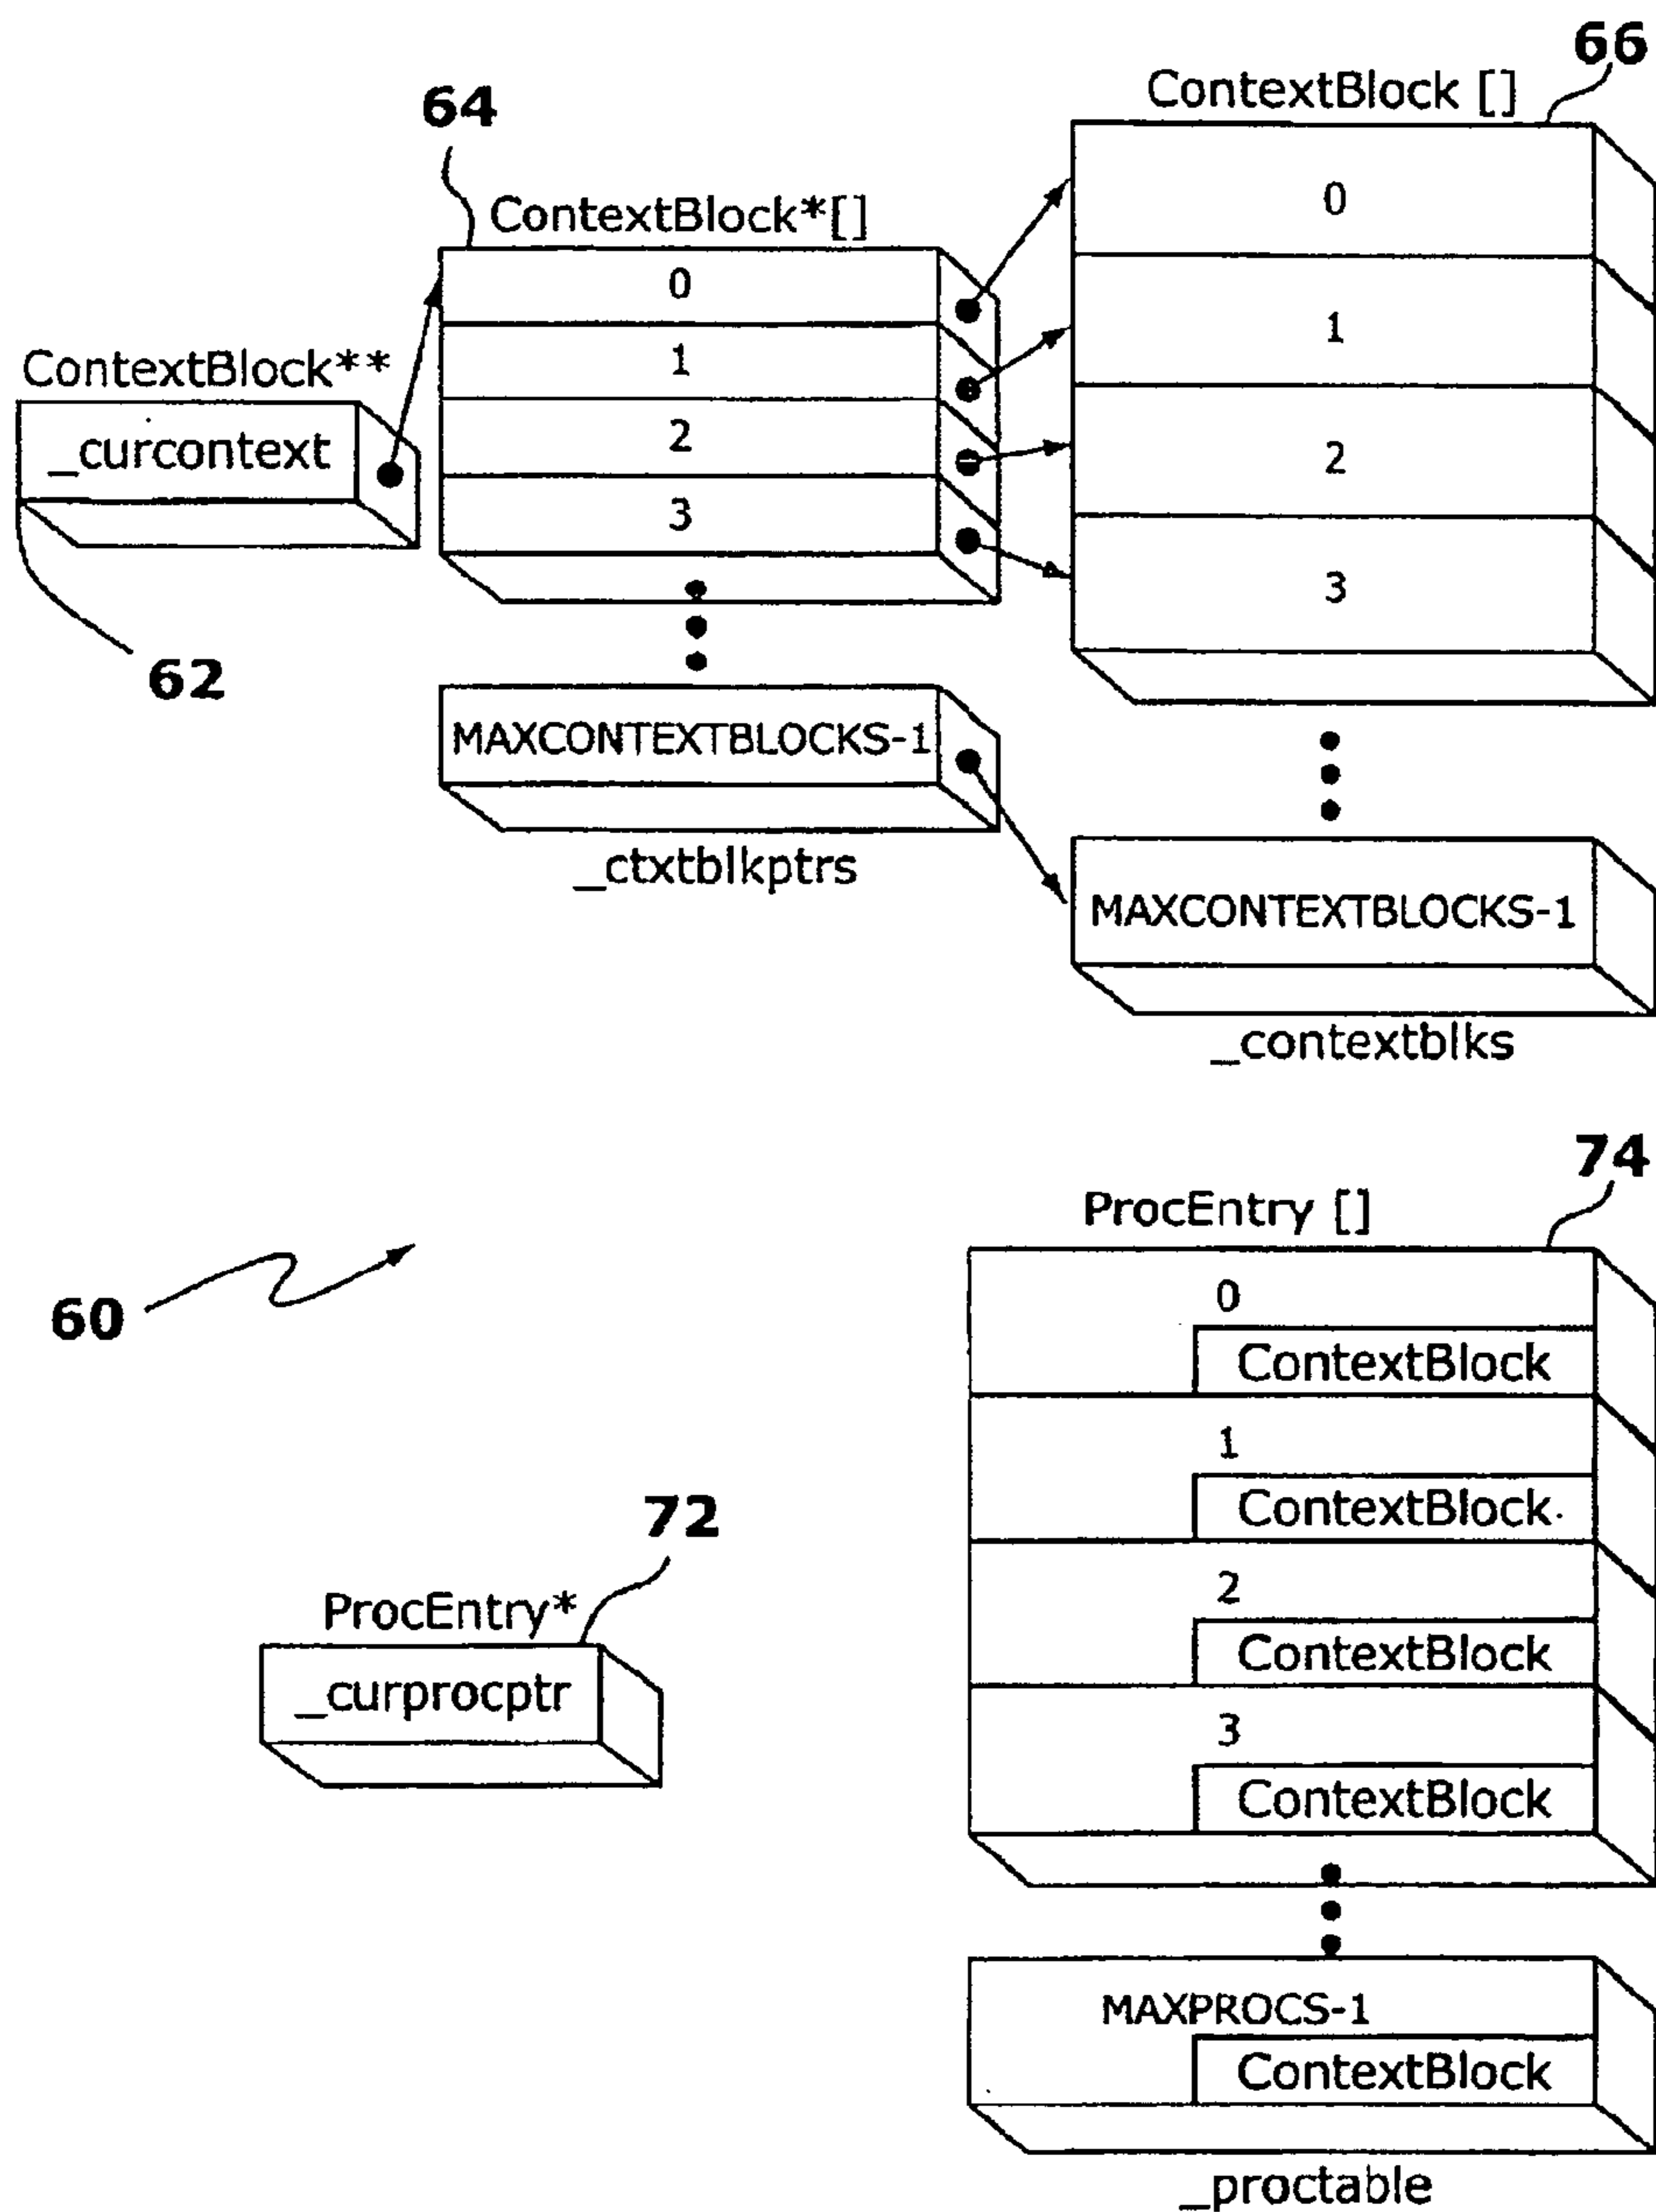 66
ContextBlock []
64
0
ContextBlock*[]
0
1
1
ContextBlock**
2
2
_curcontext
3
3
62
MAXCONTEXTBLOCKS-1
_ctxtblkptrs
MAXCONTEXTBLOCKS-1
_contextblks
74
ProcEntry []
60
0
ContextBlock
1
ContextBlock
72
2
ProcEntry*
ContextBlock
_curprocptr
3
ContextBlock
MAXPROCS-1
ContextBlock
_proctable